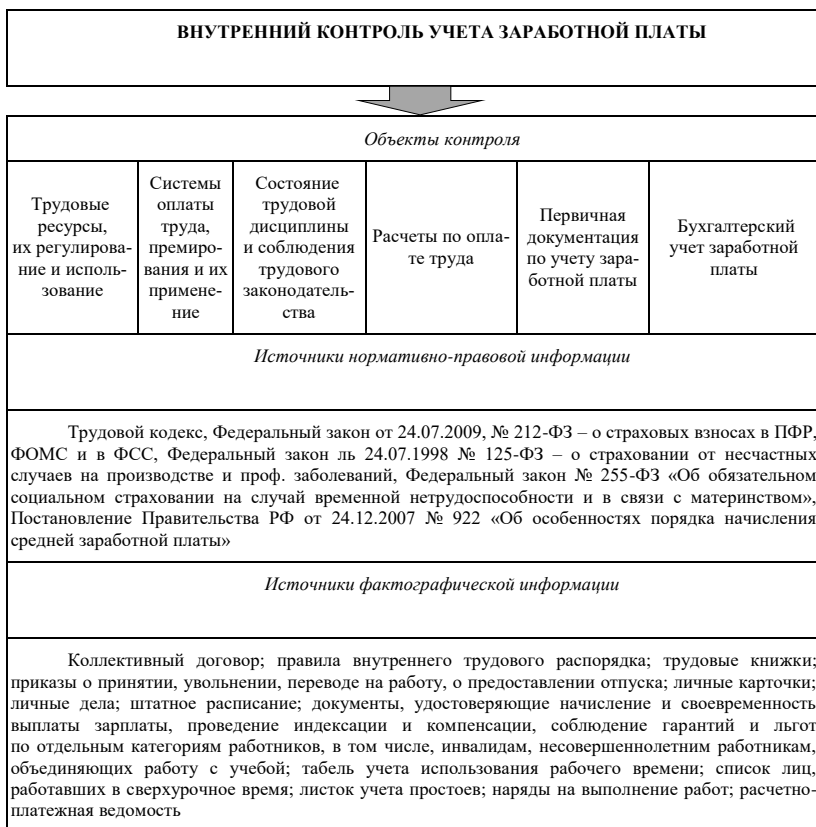 ВНУТРЕННИЙ КОНТРОЛЬ УЧЕТА ЗАРАБОТНОЙ ПЛАТЫ
Объекты контроля
Трудовые
ресурсы,
их регулирова-
ние и исполь-
зование
Системы
оплаты
труда,
премиро-
вания и их
примене-
ние
Состояние
трудовой
дисциплины
и соблюдения
трудового
законодатель-
ства
Расчеты по опла-
те труда
Первичная
документация
по учету зара-
ботной платы
Бухгалтерский
учет заработной
платы
Источники нормативно-правовой информации
Трудовой кодекс, Федеральный закон от 24.07.2009, № 212-ФЗ – о страховых взносах в ПФР,
ФОМС и в ФСС, Федеральный закон ль 24.07.1998 № 125-ФЗ – о страховании от несчастных
случаев на производстве и проф. заболеваний, Федеральный закон № 255-ФЗ «Об обязательном
социальном страховании на случай временной нетрудоспособности и в связи с материнством»,
Постановление Правительства РФ от 24.12.2007 № 922 «Об особенностях порядка начисления
средней заработной платы»
Источники фактографической информации
Коллективный договор; правила внутреннего трудового распорядка; трудовые книжки;
приказы о принятии, увольнении, переводе на работу, о предоставлении отпуска; личные карточки;
личные дела; штатное расписание; документы, удостоверяющие начисление и своевременность
выплаты зарплаты, проведение индексации и компенсации, соблюдение гарантий и льгот
по отдельным категориям работников, в том числе, инвалидам, несовершеннолетним работникам,
объединяющих работу с учебой; табель учета использования рабочего времени; список лиц,
работавших в сверхурочное время; листок учета простоев; наряды на выполнение работ; расчетно-
платежная ведомость